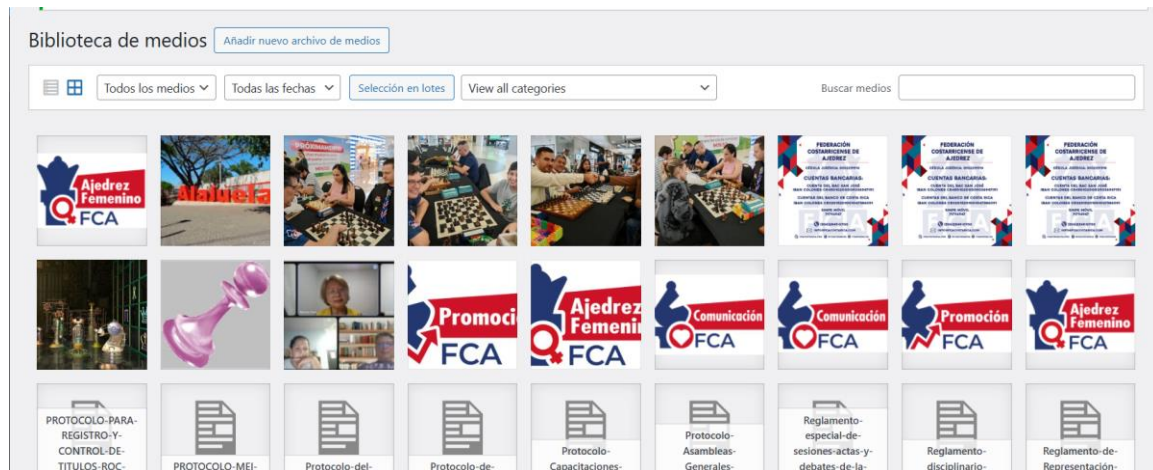 Biblioteca de medios
Añadir nuevo archivo de medios
Todos los medios
Todas las fechas
Selección en lotes
View all categories
Buscar medios
Ajedrez
Femenino
FCA
Alajuela
FEDERACIÓN
COSTARRICENSE DE
AJEDREZ
CUENTAS BANCARIAS:
FEDERACIÓN
COSTARRICENSE DE
AJEDREZ
CUENTAS BANCARIAS:
FEDERACIÓN
COSTARRICENSE DE
AJEDREZ
CUENTAS BANCARIAS:
Promoci
FCA
Ajedrez
Femeni
FCA
Comunicación
FCA
Comunicación
FCA
Promoción
FCA
Ajedrez
Femenino
FCA
PROTOCOLO-PARA-
REGISTRO-Y-
CONTROL-DE-
TITULOS-ROC-
PROTOCOLO-MEI-
Protocolo-del-
Protocolo-de-
Protocolo-
Capacitaciones-
Protocolo-
Asambleas-
Generales-
Reglamento-
especial-de-
sesiones-actas-y-
debates-de-la-
Reglamento-
disciplinario-
Reglamento-de-
Representación-